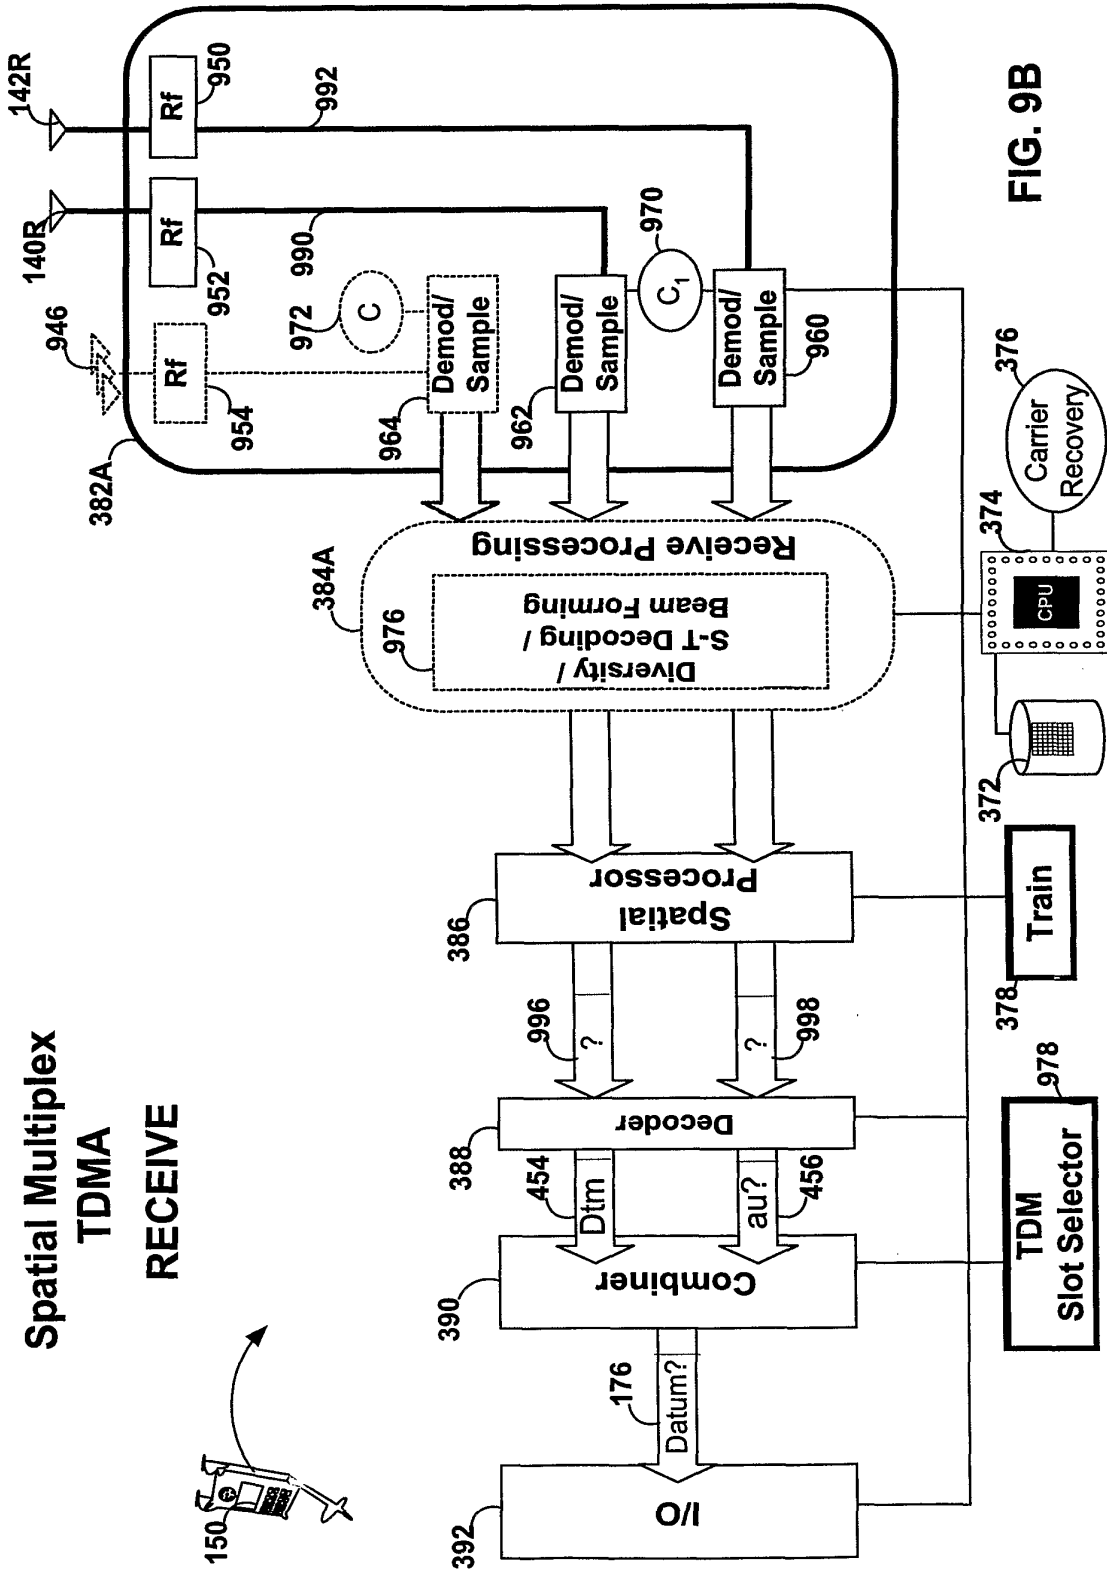 Spatial Multiplex
TDMA
RECEIVE
150
392
I/O
176
Datum?
390
Combiner
454
Dtm
au?
456
388
Decoder
996
?
?
998
386
Spatial
Processor
384A
976
Diversity /
S-T Decoding /
Beam Forming
Receive Processing
382A
946
Rf
954
972
C
964
Demod/
Sample
140R
Rf
952
990
962
Demod/
Sample
142R
Rf
950
992
970
C1
Demod/
Sample
960
978
TDM
Slot Selector
378
Train
372
374
CPU
376
Carrier
Recovery
FIG. 9B